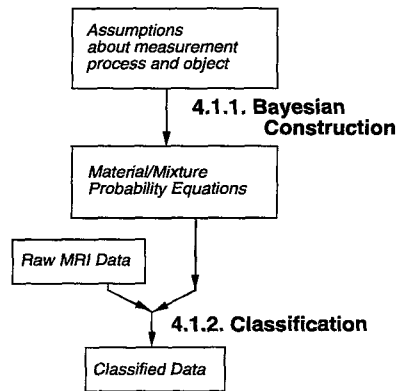 Assumptions
about measurement
process and object
4.1.1. Bayesian
Construction
Material/Mixture
Probability Equations
Raw MRI Data
4.1.2. Classification
Classified Data